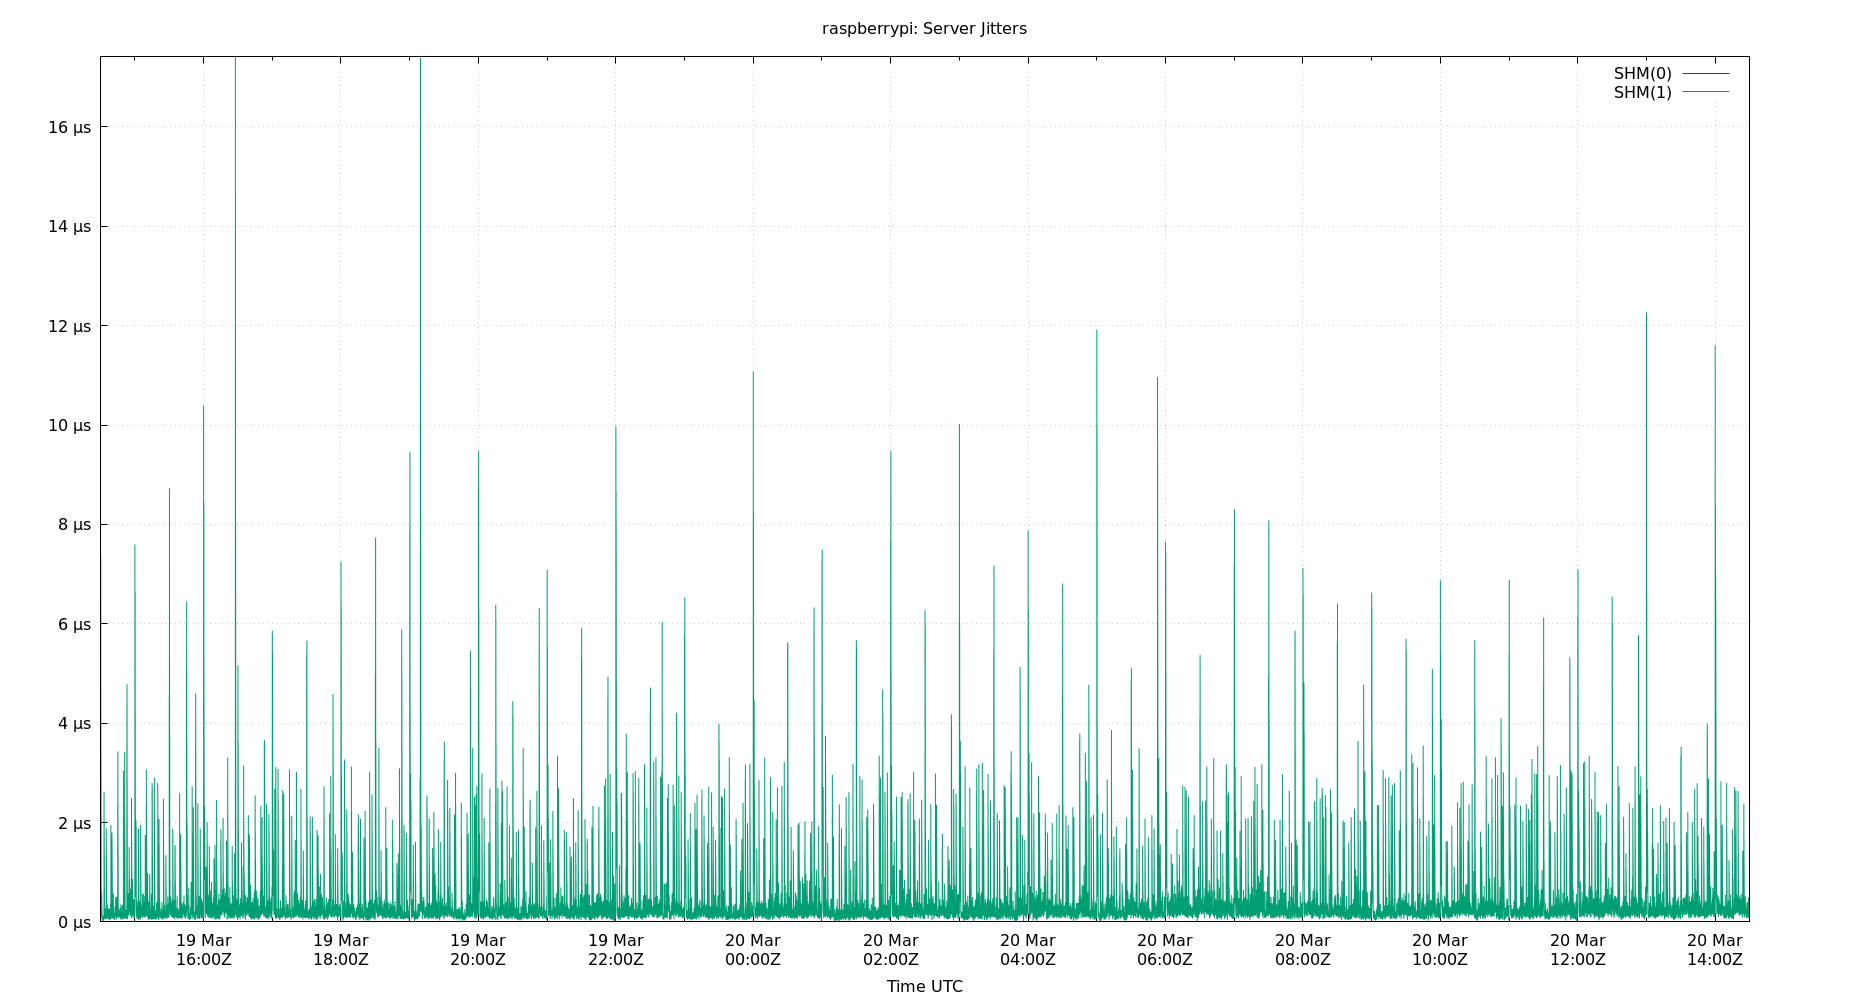 raspberrypi: Server Jitters
SHM(0)
SHM(1)
16 µs
14 µs
12 µs
10 µs
8 µs
6 µs
4 µs
2 µs
0 µs
19 Mar 19 Mar 19 Mar 19 Mar 20 Mar 20 Mar 20 Mar 20 Mar 20 Mar 20 Mar 20 Mar 20 Mar
16:00Z 18:00Z 20:00Z 22:00Z 00:00Z 02:00Z 04:00Z 06:00Z 08:00Z 10:00Z 12:00Z 14:00Z
Time UTC